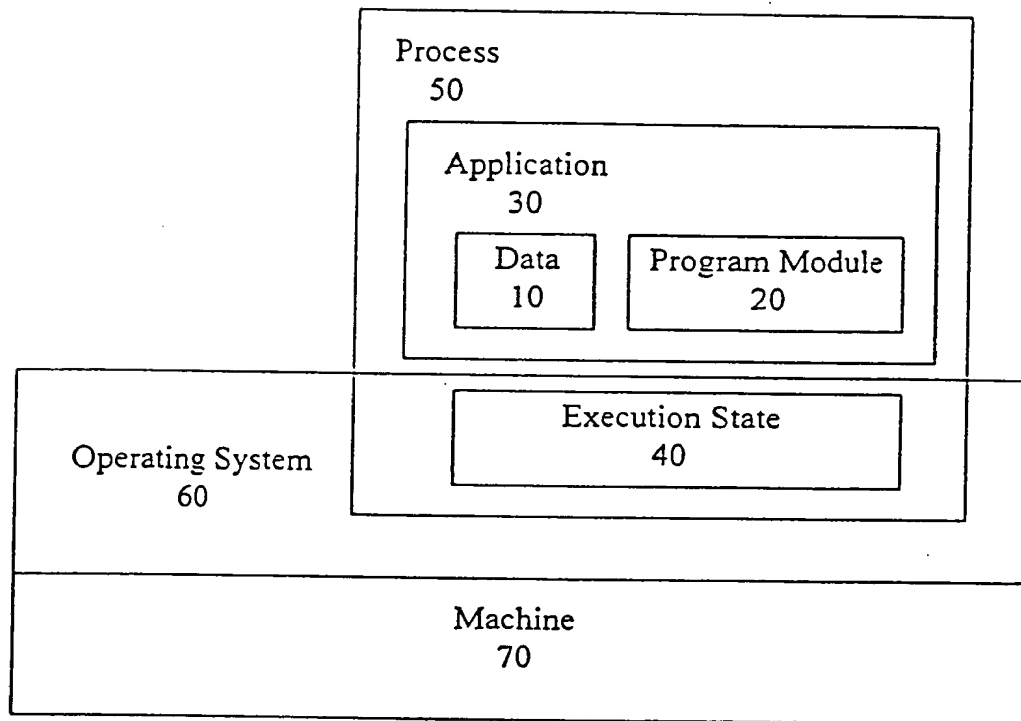 Process
50
Application
30
Data
10
Program Module
20
Execution State
40
Operating System
60
Machine
70